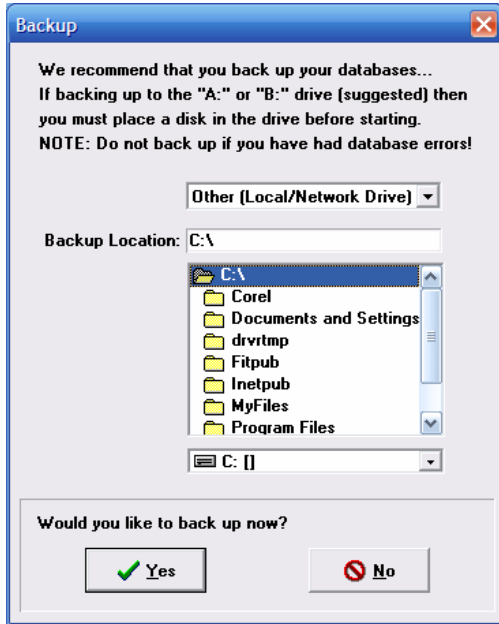 Backup
We recommend that you back up your databases...
If backing up to the "A:" or "B:" drive (suggested) then
you must place a disk in the drive before starting.
NOTE: Do not back up if you have had database errors!
Other (Local/Network Drive)
Backup Location: C:\
C:\
Corel
Documents and Settings
drvrtmp
Fitpub
Inetpub
MyFiles
Program Files
C: []
Would you like to back up now?
Yes
No